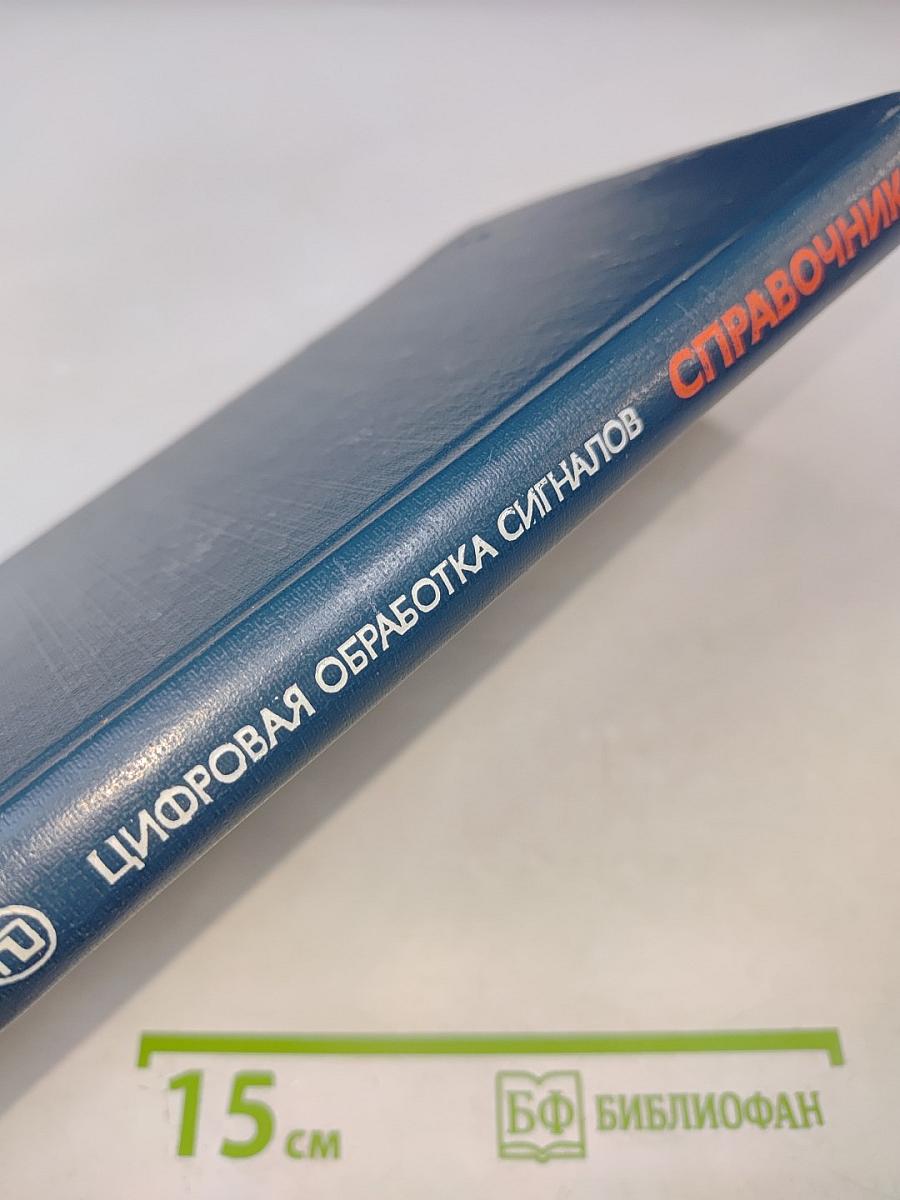 ЦИФРОВАЯ ОБРАБОТКА СИГНАЛОВ СПРАВОЧНИК
15 см
БФ БИБЛИОФАН